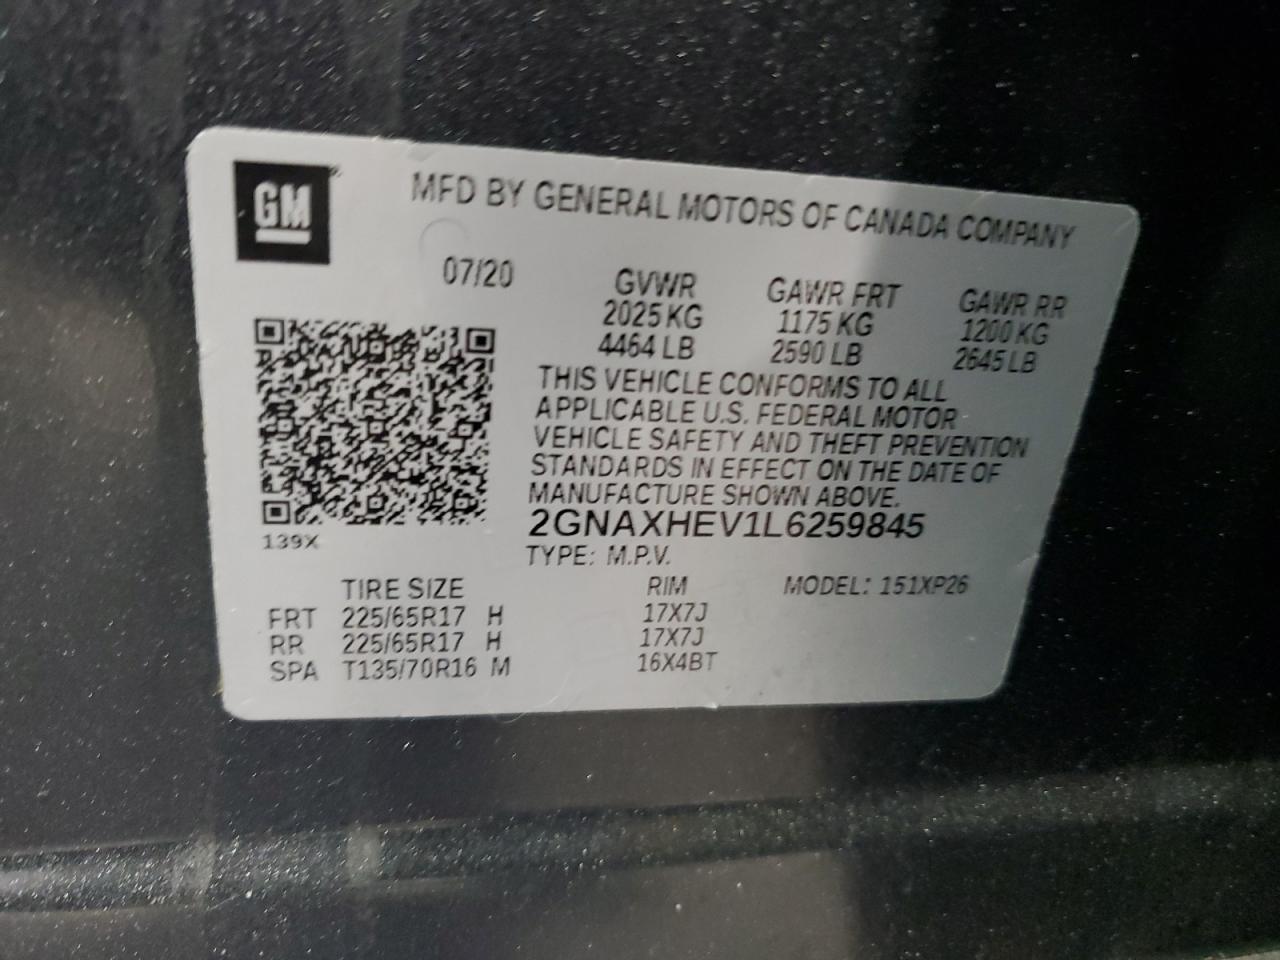 GM
MFD BY GENERAL MOTORS OF CANADA COMPANY
07/20
GVWR GAWR FRT GAWR RR
2025 KG 1175 KG 1200 KG
4464 LB 2590 LB 2645 LB
THIS VEHICLE CONFORMS TO ALL
APPLICABLE U.S. FEDERAL MOTOR
VEHICLE SAFETY AND THEFT PREVENTION
STANDARDS IN EFFECT ON THE DATE OF
MANUFACTURE SHOWN ABOVE.
2GNAXHEV1L6259845
139X
TYPE: M.P.V.
TIRE SIZE RIM MODEL: 151XP26
FRT 225/65R17 H 17X7J
RR 225/65R17 H 17X7J
SPA T135/70R16 M 16X4BT